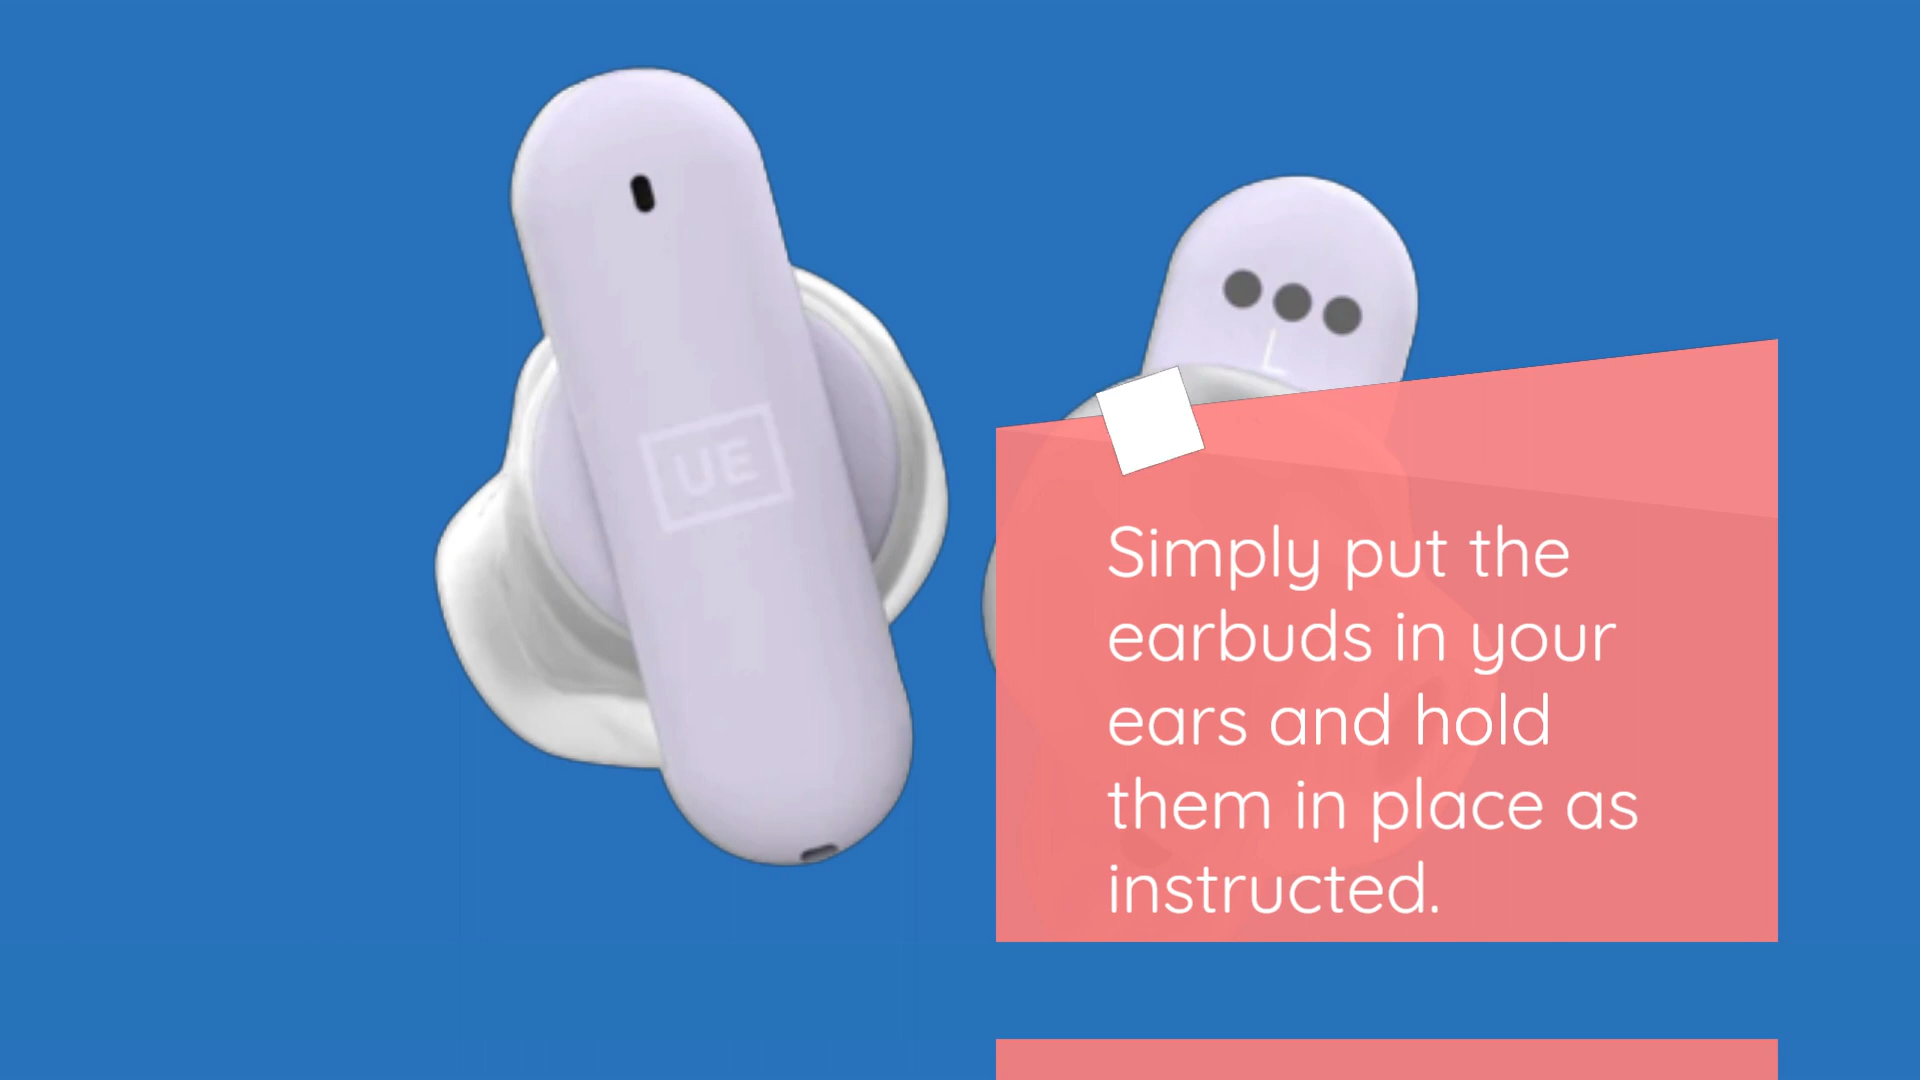 UE
L
Simply put the
earbuds in your
ears and hold
them in place as
instructed.